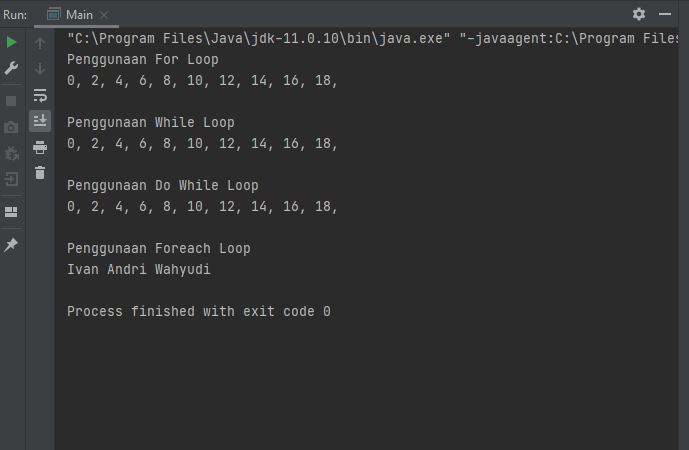 Run: Main
"C:\Program Files\Java\jdk-11.0.10\bin\java.exe" "-javaagent:C:\Program Files
Penggunaan For Loop
0, 2, 4, 6, 8, 10, 12, 14, 16, 18,
Penggunaan While Loop
0, 2, 4, 6, 8, 10, 12, 14, 16, 18,
Penggunaan Do While Loop
0, 2, 4, 6, 8, 10, 12, 14, 16, 18,
Penggunaan Foreach Loop
Ivan Andri Wahyudi
Process finished with exit code 0